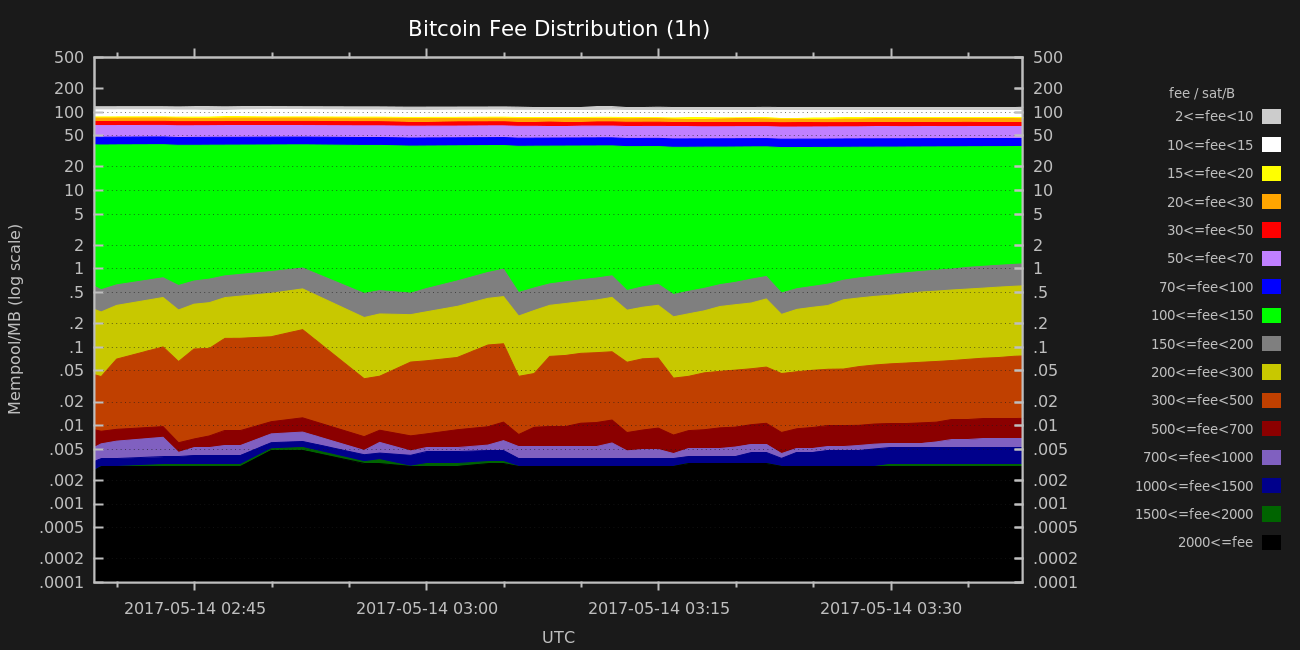 Bitcoin Fee Distribution (1h)
500
200
100
50
20
10
5
2
1
.5
.2
.1
.05
.02
.01
.005
.002
.001
.0005
.0002
.0001
Mempool/MB (log scale)
500
200
100
50
20
10
5
2
1
.5
.2
.1
.05
.02
.01
.005
.002
.001
.0005
.0002
.0001
2017-05-14 02:45
2017-05-14 03:00
2017-05-14 03:15
2017-05-14 03:30
UTC
fee / sat/B
2<=fee<10
10<=fee<15
15<=fee<20
20<=fee<30
30<=fee<50
50<=fee<70
70<=fee<100
100<=fee<150
150<=fee<200
200<=fee<300
300<=fee<500
500<=fee<700
700<=fee<1000
1000<=fee<1500
1500<=fee<2000
2000<=fee